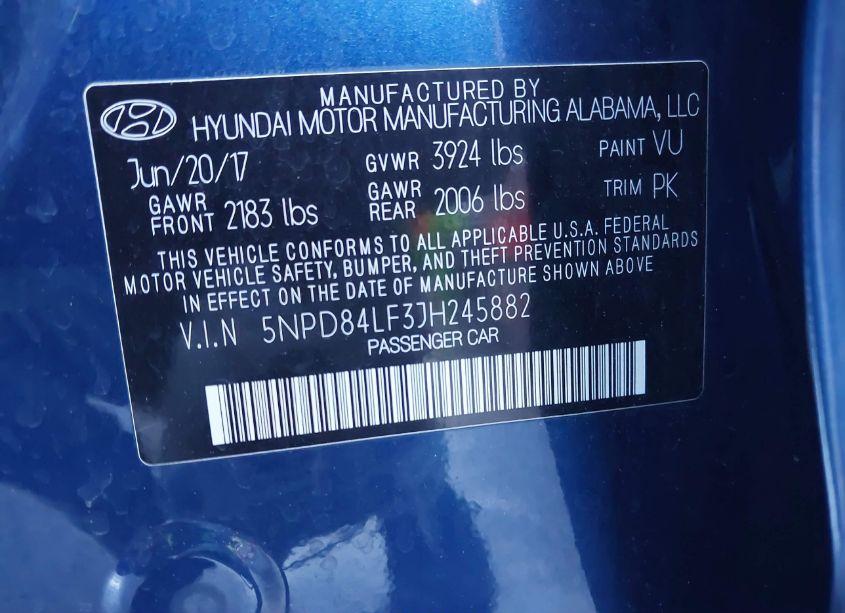 MANUFACTURED BY
HYUNDAI MOTOR MANUFACTURING ALABAMA, LLC
Jun/20/17 GVWR 3924 lbs PAINT VU
GAWR FRONT 2183 lbs GAWR REAR 2006 lbs TRIM PK
THIS VEHICLE CONFORMS TO ALL APPLICABLE U.S.A. FEDERAL
MOTOR VEHICLE SAFETY, BUMPER, AND THEFT PREVENTION STANDARDS
IN EFFECT ON THE DATE OF MANUFACTURE SHOWN ABOVE
V.I.N 5NPD84LF3JH245882
PASSENGER CAR